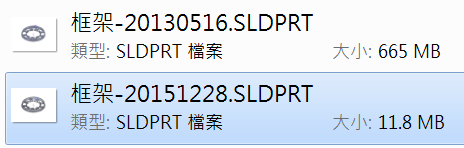 框架-20130516.SLDPRT
類型: SLDPRT 檔案 大小: 665 MB
框架-20151228.SLDPRT
類型: SLDPRT 檔案 大小: 11.8 MB